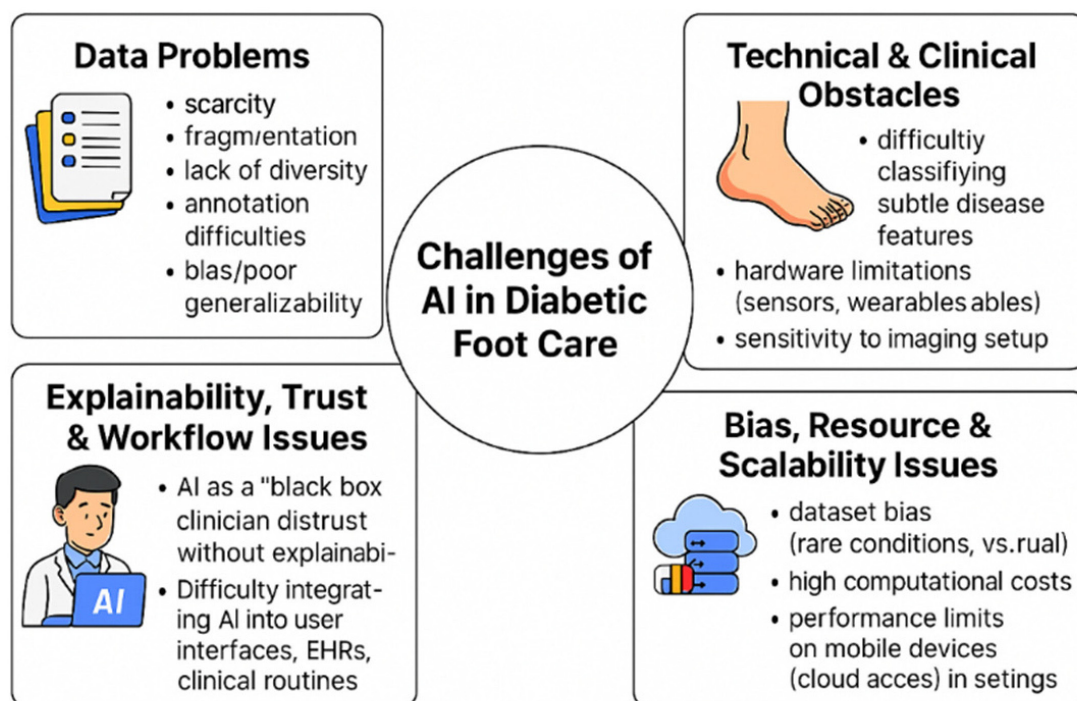 Data Problems
• scarcity
• fragm/entation
• lack of diversity
• annotation
difficulties
• blas/poor
generalizability
Technical & Clinical
Obstacles
• difficultiy
classifiying
subtle disease
features
• hardware limitations
(sensors, wearables ables)
• sensitivity to imaging setup
Challenges of
AI in Diabetic
Foot Care
Explainability, Trust
& Workflow Issues
• AI as a "black box
clinician distrust
without explainabi-
• Difficulty integrat-
ing AI into user
interfaces, EHRs,
clinical routines
AI
Bias, Resource &
Scalability Issues
• dataset bias
(rare conditions, vs.rual)
• high computational costs
• performance limits
on mobile devices
(cloud acces) in setings